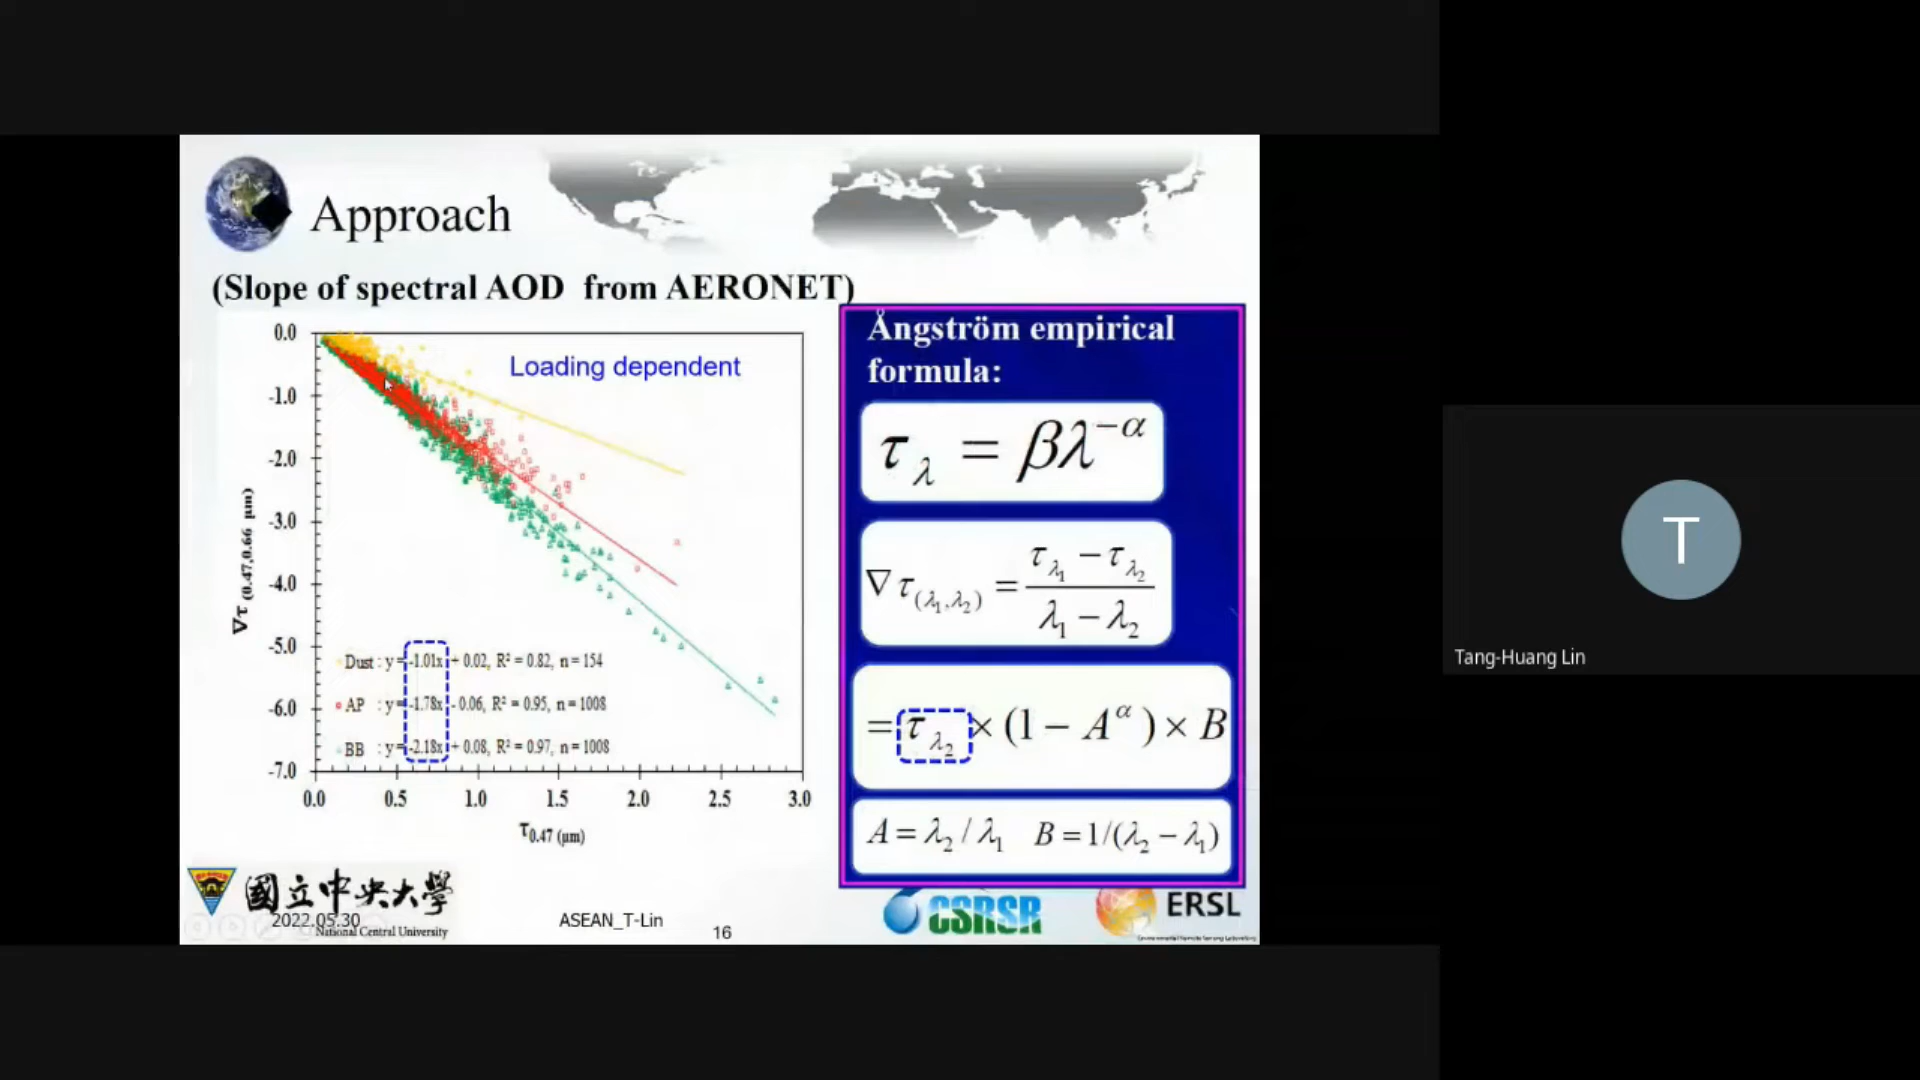 Approach
(Slope of spectral AOD from AERONET)
0.0
-1.0
-2.0
-3.0
-4.0
-5.0
-6.0
-7.0
∇τ (0.47,0.66 μm)
Loading dependent
Dust : y = -1.01x + 0.02, R² = 0.82, n = 154
AP : y = -1.78x - 0.06, R² = 0.95, n = 1008
BB : y = -2.18x + 0.08, R² = 0.97, n = 1008
0.0 0.5 1.0 1.5 2.0 2.5 3.0
τ0.47 (μm)
Ångström empirical
formula:
τ_λ = βλ^−α
∇τ_(λ₁,λ₂) = (τ_λ₁ − τ_λ₂) / (λ₁ − λ₂)
= τ_λ₂ × (1 − A^α) × B
A = λ₂ / λ₁ B = 1/(λ₂ − λ₁)
國立中央大學
National Central University
2022.05.30
ASEAN_T-Lin
16
CSRSR
ERSL
T
Tang-Huang Lin